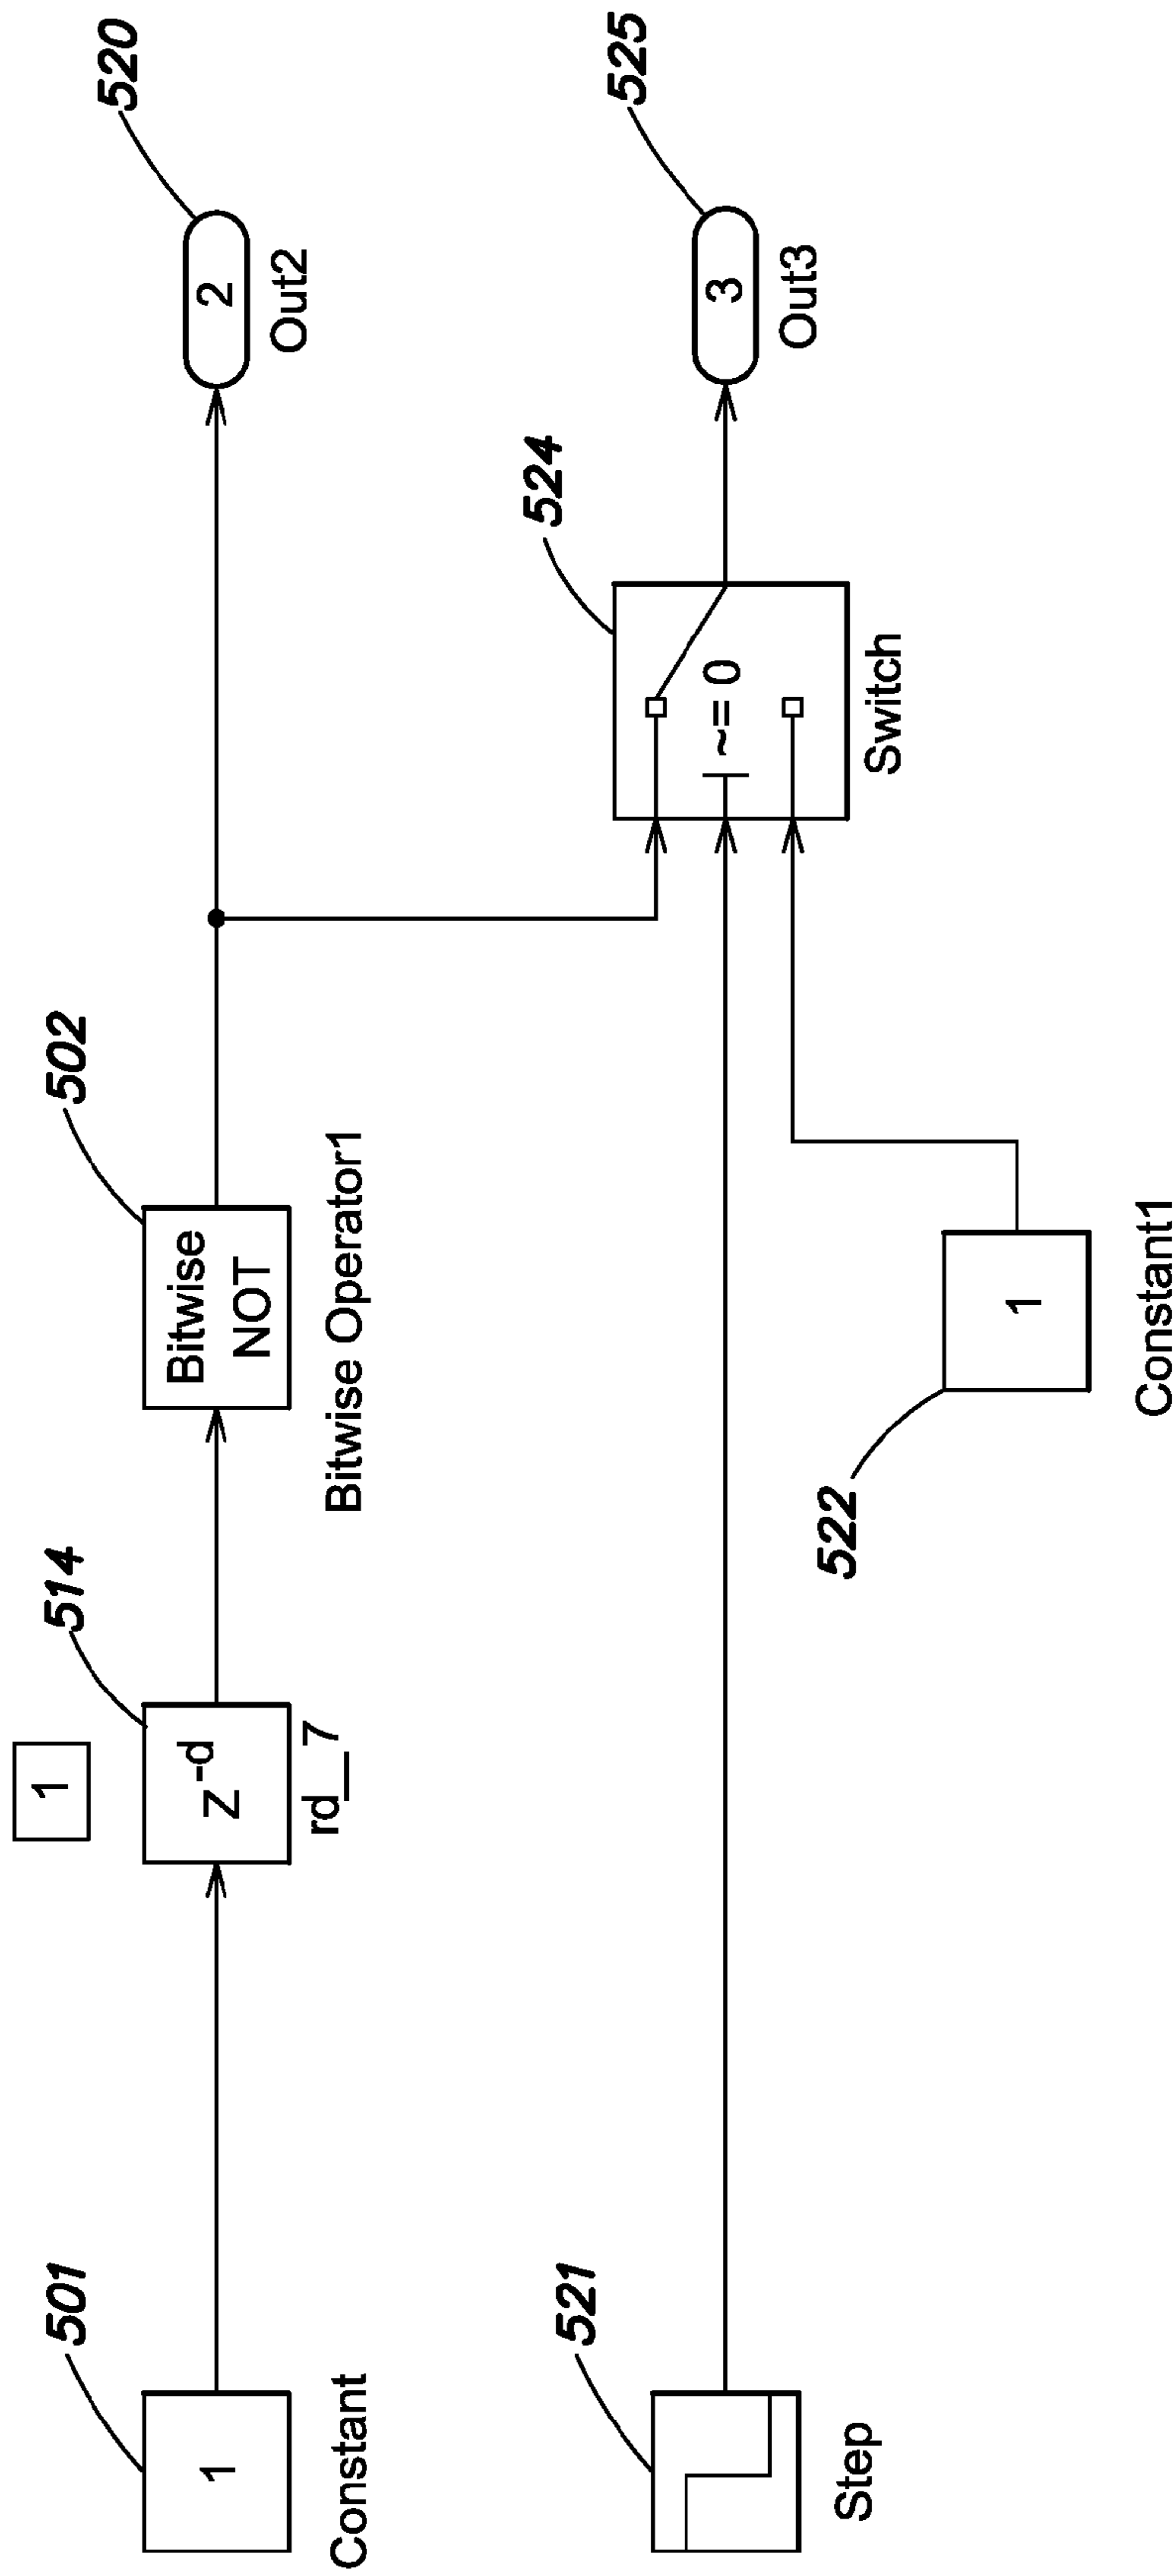 501
1
Constant
1
514
z^-d
rd_7
502
Bitwise
NOT
Bitwise Operator1
520
2
Out2
521
Step
524
~= 0
Switch
525
3
Out3
522
1
Constant1